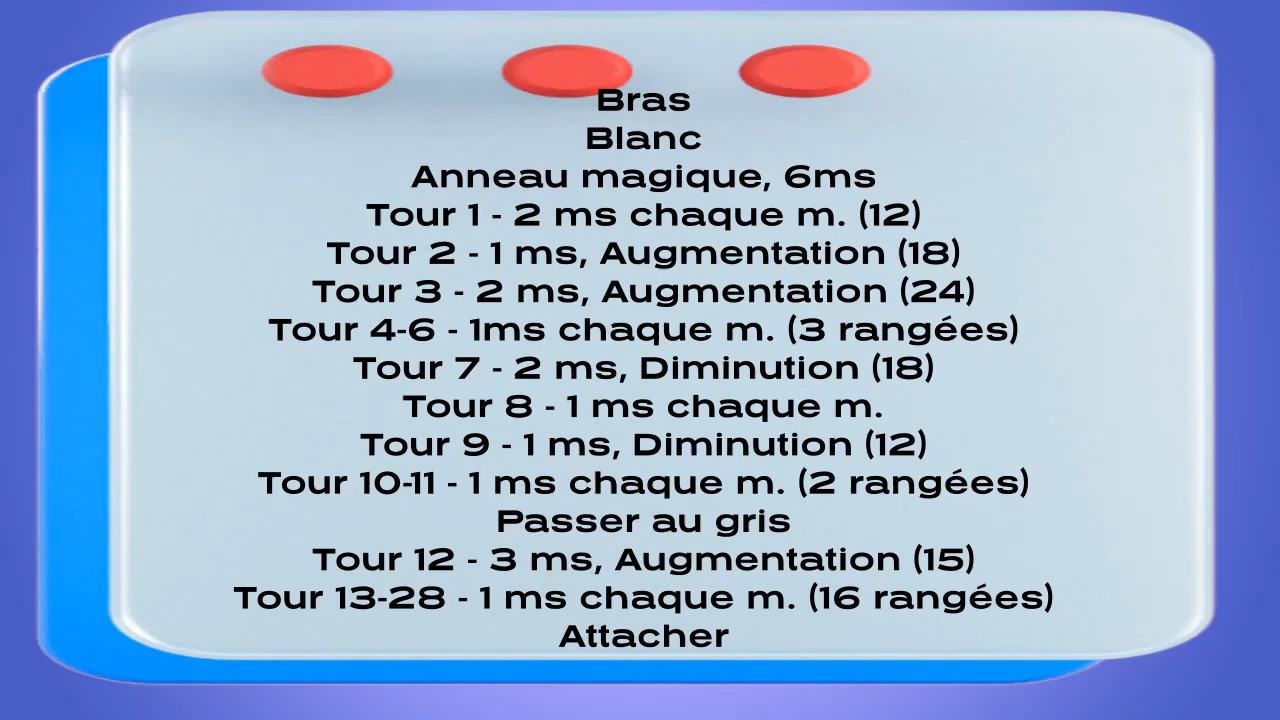 Bras
Blanc
Anneau magique, 6ms
Tour 1 - 2 ms chaque m. (12)
Tour 2 - 1 ms, Augmentation (18)
Tour 3 - 2 ms, Augmentation (24)
Tour 4-6 - 1ms chaque m. (3 rangées)
Tour 7 - 2 ms, Diminution (18)
Tour 8 - 1 ms chaque m.
Tour 9 - 1 ms, Diminution (12)
Tour 10-11 - 1 ms chaque m. (2 rangées)
Passer au gris
Tour 12 - 3 ms, Augmentation (15)
Tour 13-28 - 1 ms chaque m. (16 rangées)
Attacher